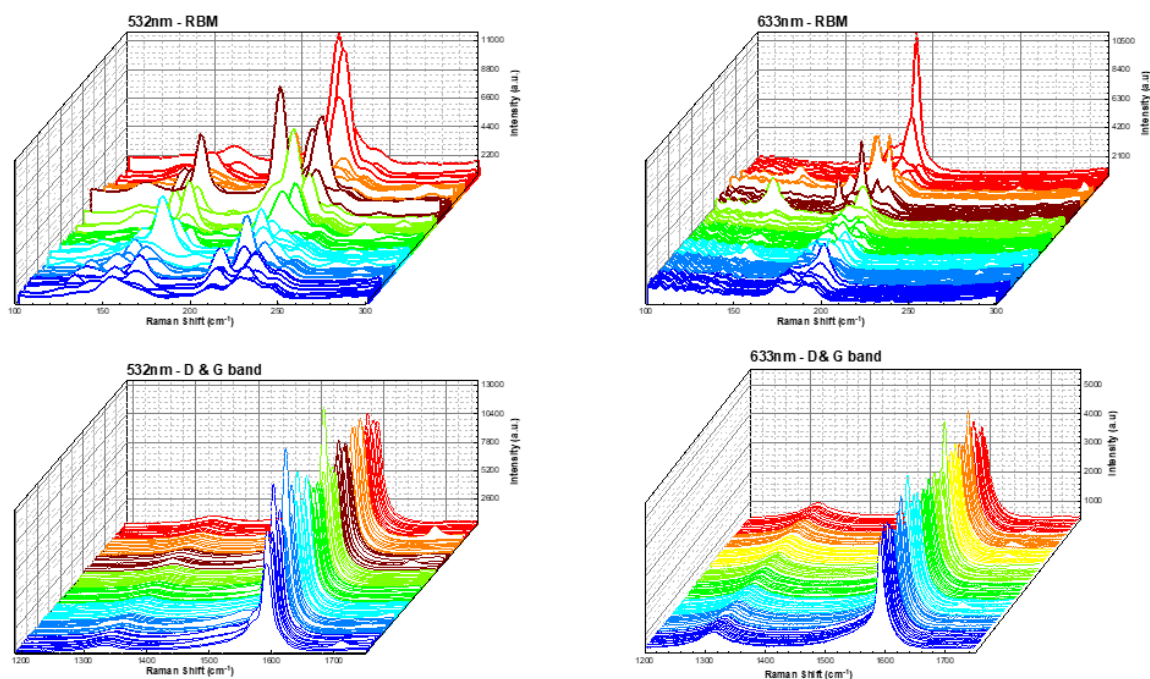 532nm - RBM
11000
8800
6600
4400
2200
Intensity (a.u.)
100 150 200 250 300
Raman Shift (cm⁻¹)
633nm - RBM
10500
8400
6300
4200
2100
Intensity (a.u)
100 150 200 250 300
Raman Shift (cm⁻¹)
532nm - D & G band
13000
10400
7800
5200
2600
Intensity (a.u.)
1200 1300 1400 1500 1600 1700
Raman Shift (cm⁻¹)
633nm - D & G band
5000
4000
3000
2000
1000
Intensity (a.u)
1200 1300 1400 1500 1600 1700
Raman Shift (cm⁻¹)